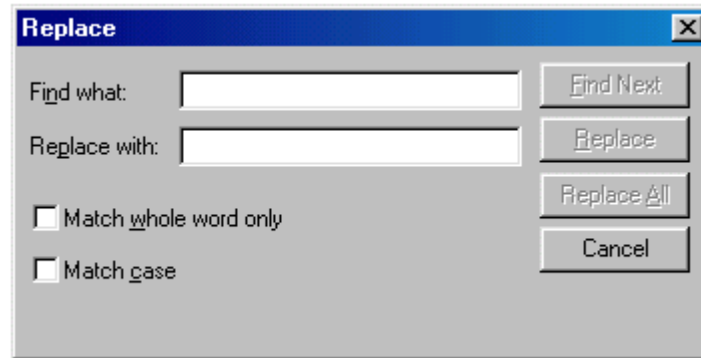 Replace
Find what:
Find Next
Replace with:
Replace
Replace All
Match whole word only
Cancel
Match case